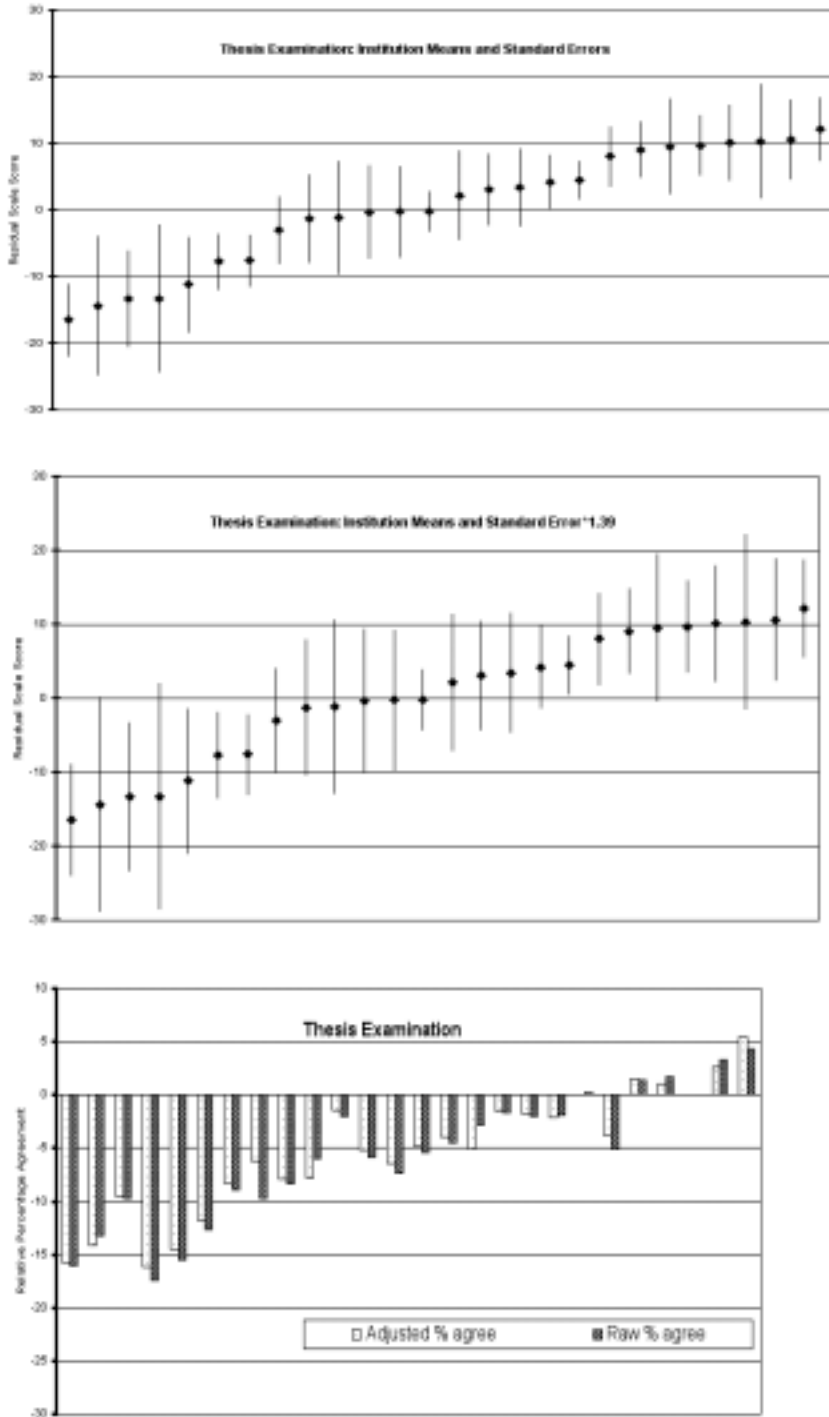 30
Thesis Examination: Institution Means and Standard Errors
20
10
0
-10
-20
-30
Residual Scale Score
30
Thesis Examination: Institution Means and Standard Error*1.39
20
10
0
-10
-20
-30
Residual Scale Score
10
Thesis Examination
5
0
-5
-10
-15
-20
-25
-30
Relative Percentage Agreement
Adjusted % agree
Raw % agree